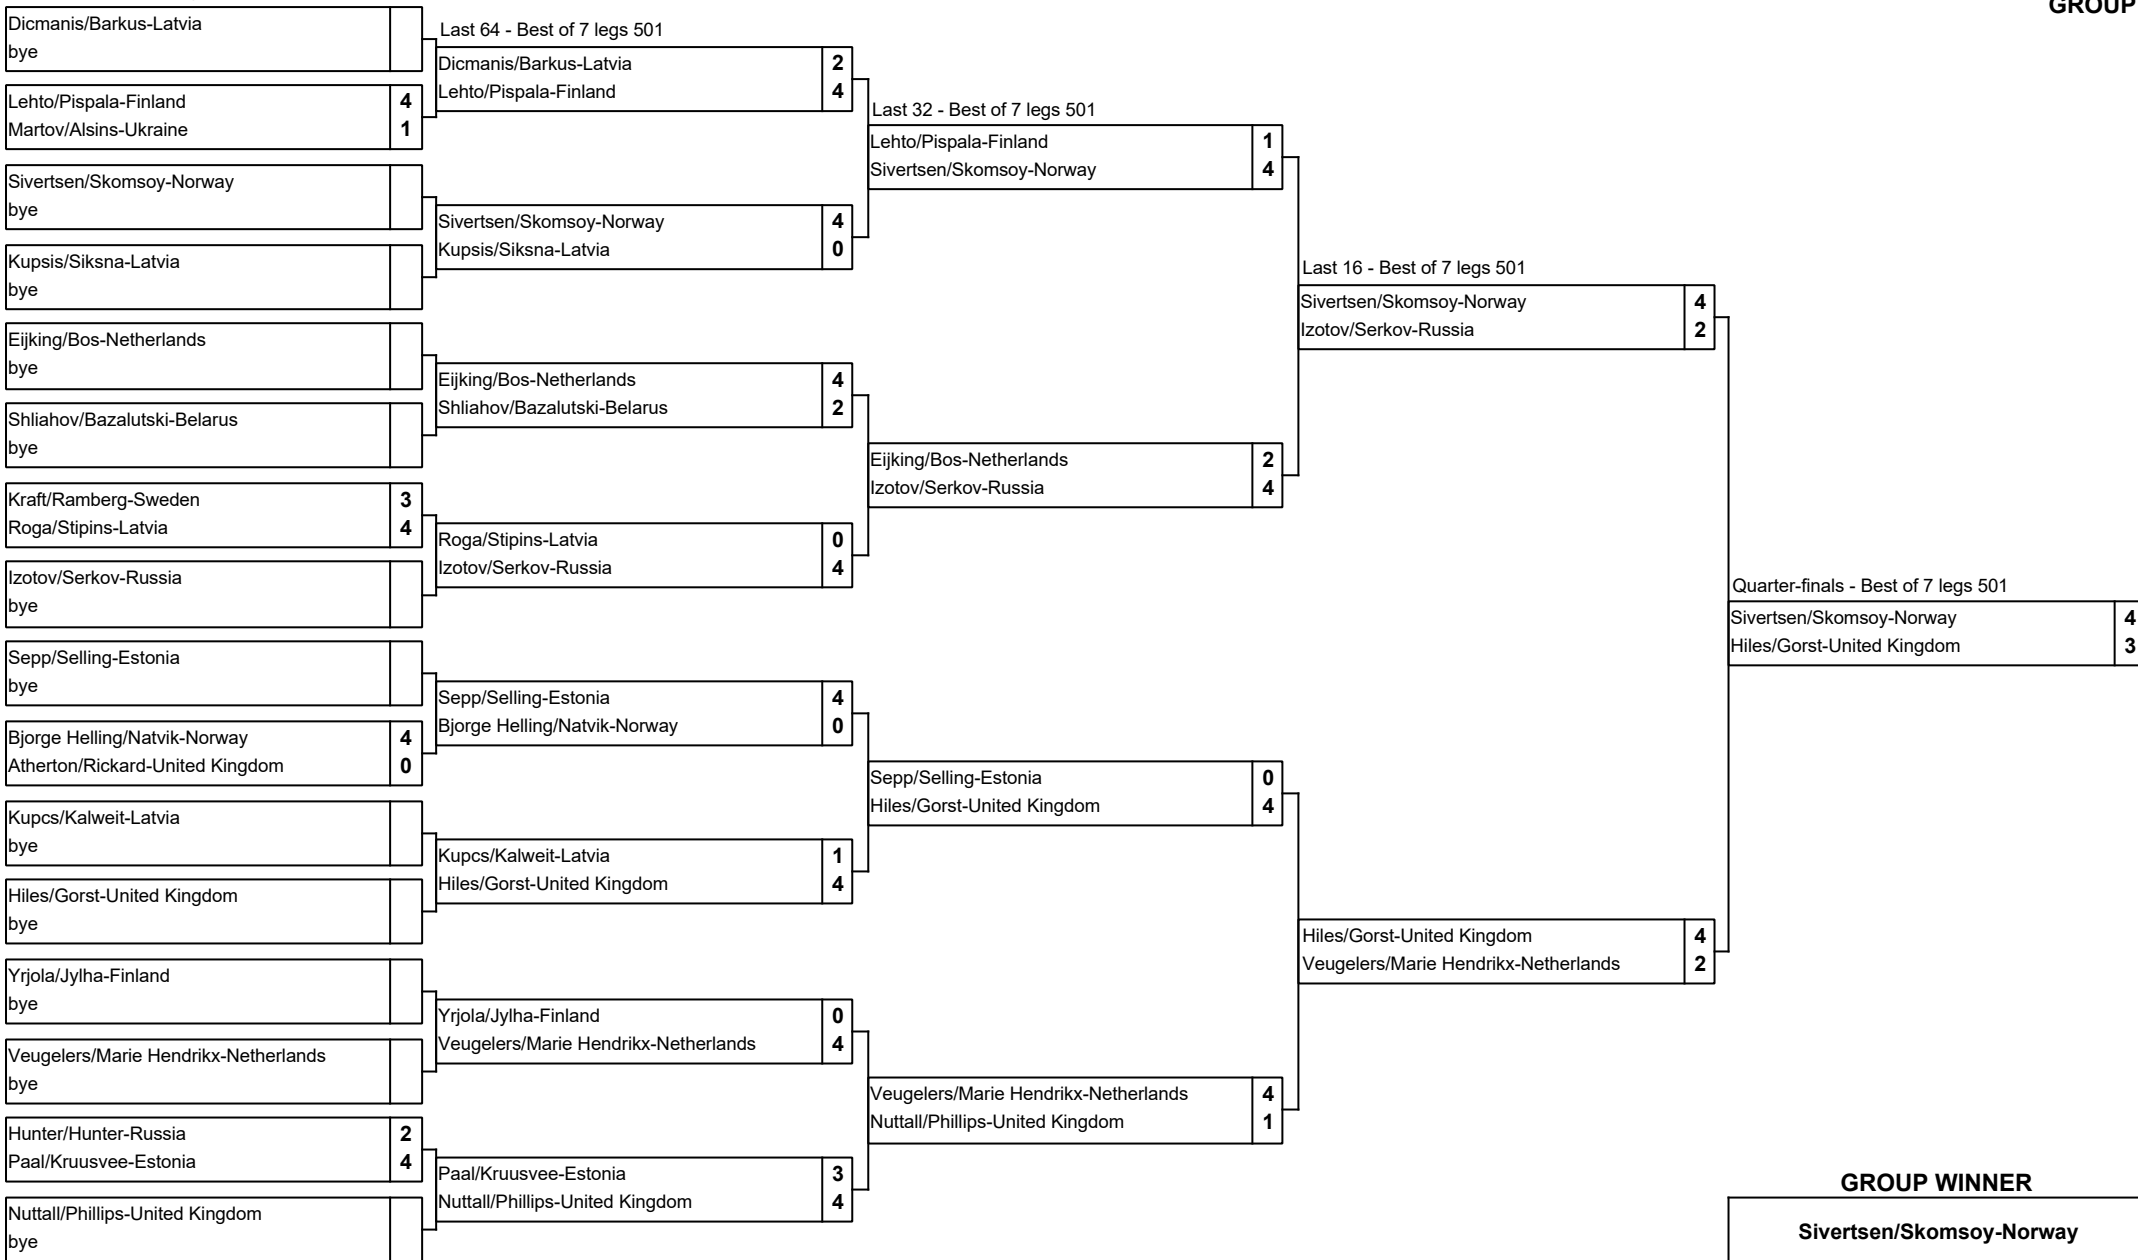 GROUP
Dicmanis/Barkus-Latvia
bye
Lehto/Pispala-Finland 4
Martov/Alsins-Ukraine 1
Sivertsen/Skomsoy-Norway
bye
Kupsis/Siksna-Latvia
bye
Eijking/Bos-Netherlands
bye
Shliahov/Bazalutski-Belarus
bye
Kraft/Ramberg-Sweden 3
Roga/Stipins-Latvia 4
Izotov/Serkov-Russia
bye
Sepp/Selling-Estonia
bye
Bjorge Helling/Natvik-Norway 4
Atherton/Rickard-United Kingdom 0
Kupcs/Kalweit-Latvia
bye
Hiles/Gorst-United Kingdom
bye
Yrjola/Jylha-Finland
bye
Veugelers/Marie Hendrikx-Netherlands
bye
Hunter/Hunter-Russia 2
Paal/Kruusvee-Estonia 4
Nuttall/Phillips-United Kingdom
bye
Last 64 - Best of 7 legs 501
Dicmanis/Barkus-Latvia 2
Lehto/Pispala-Finland 4
Sivertsen/Skomsoy-Norway 4
Kupsis/Siksna-Latvia 0
Eijking/Bos-Netherlands 4
Shliahov/Bazalutski-Belarus 2
Roga/Stipins-Latvia 0
Izotov/Serkov-Russia 4
Sepp/Selling-Estonia 4
Bjorge Helling/Natvik-Norway 0
Kupcs/Kalweit-Latvia 1
Hiles/Gorst-United Kingdom 4
Yrjola/Jylha-Finland 0
Veugelers/Marie Hendrikx-Netherlands 4
Paal/Kruusvee-Estonia 3
Nuttall/Phillips-United Kingdom 4
Last 32 - Best of 7 legs 501
Lehto/Pispala-Finland 1
Sivertsen/Skomsoy-Norway 4
Eijking/Bos-Netherlands 2
Izotov/Serkov-Russia 4
Sepp/Selling-Estonia 0
Hiles/Gorst-United Kingdom 4
Veugelers/Marie Hendrikx-Netherlands 4
Nuttall/Phillips-United Kingdom 1
Last 16 - Best of 7 legs 501
Sivertsen/Skomsoy-Norway 4
Izotov/Serkov-Russia 2
Hiles/Gorst-United Kingdom 4
Veugelers/Marie Hendrikx-Netherlands 2
Quarter-finals - Best of 7 legs 501
Sivertsen/Skomsoy-Norway 4
Hiles/Gorst-United Kingdom 3
GROUP WINNER
Sivertsen/Skomsoy-Norway